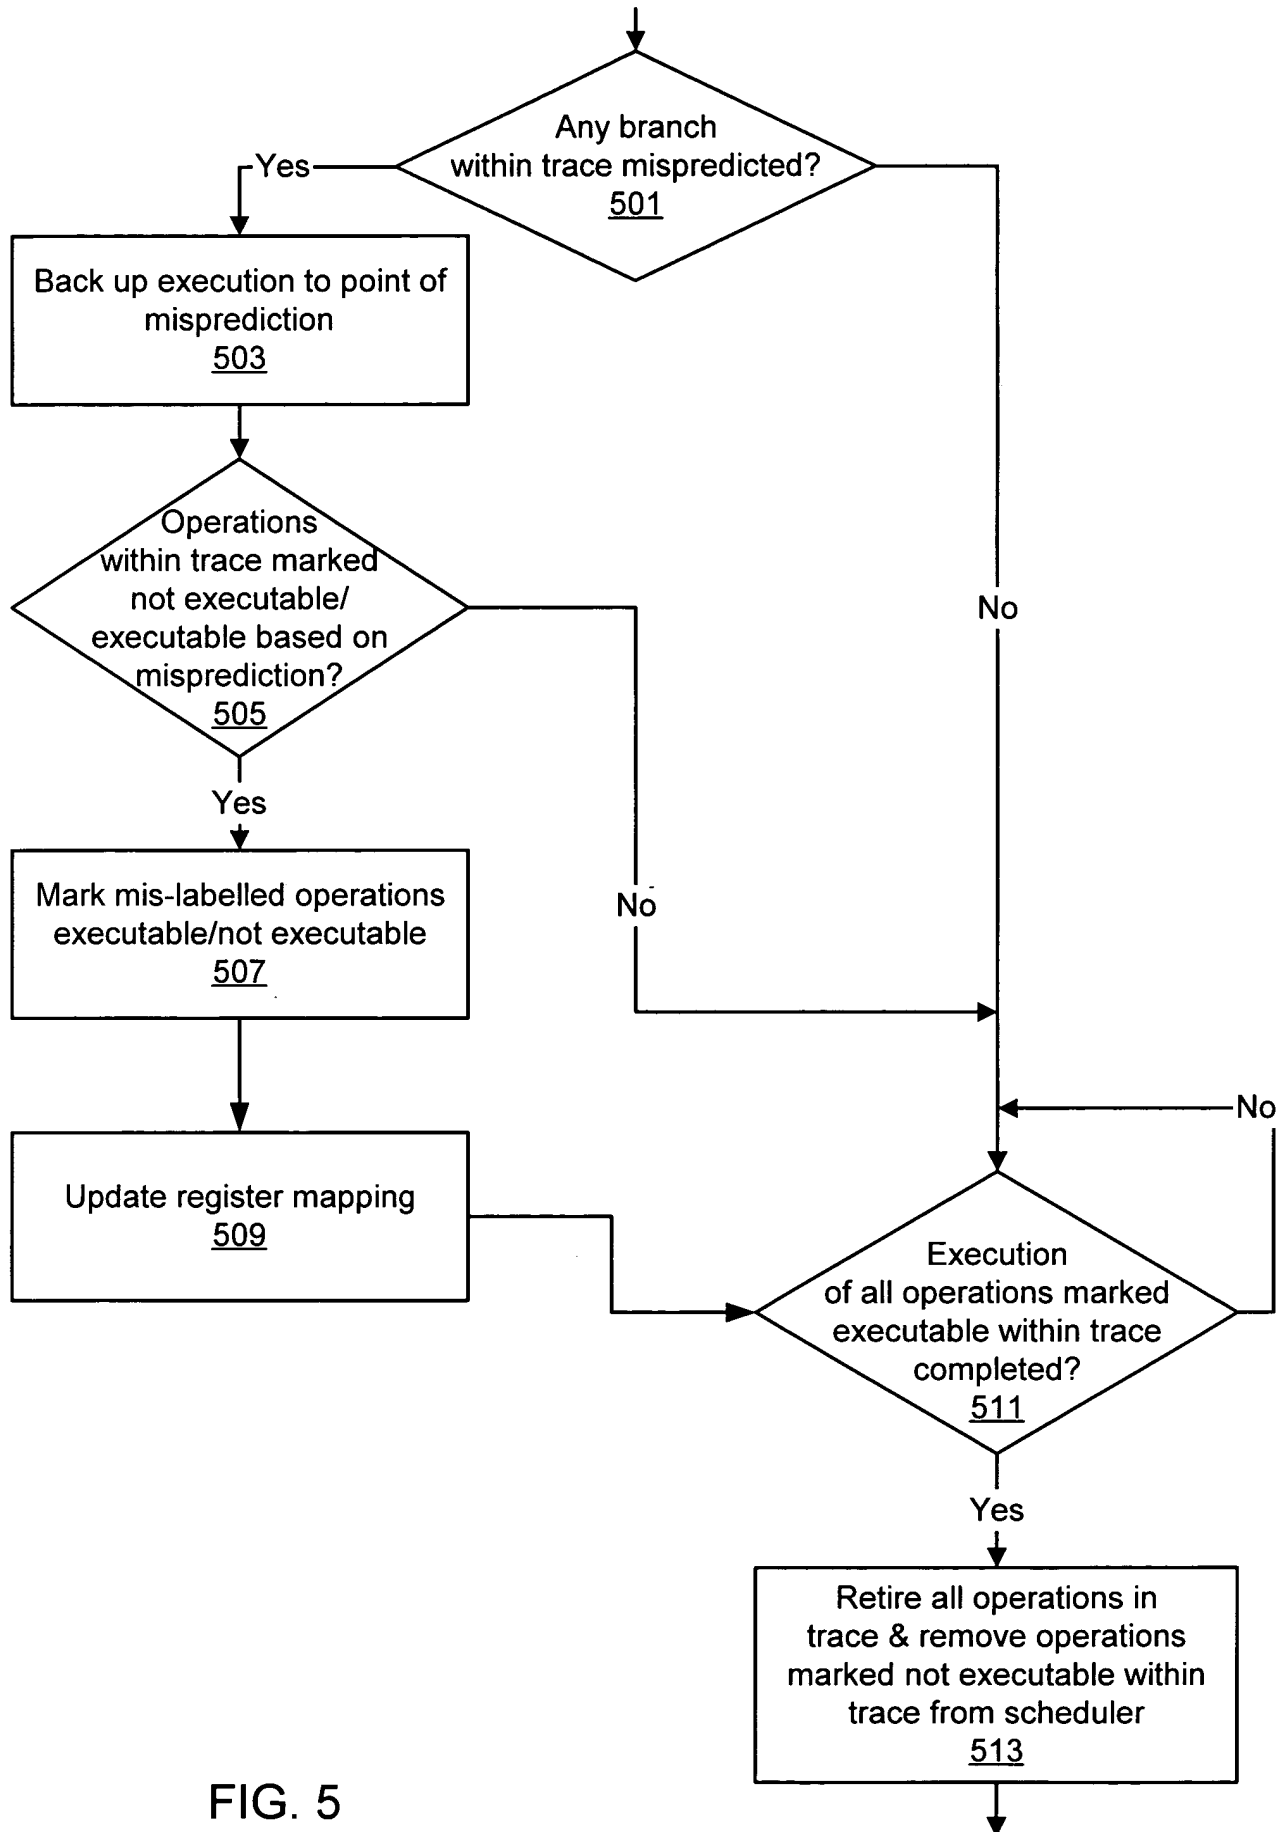 Any branch
within trace mispredicted?
501
Yes
Back up execution to point of
misprediction
503
Operations
within trace marked
not executable/
executable based on
misprediction?
505
No
Yes
Mark mis-labelled operations
executable/not executable
507
No
No
Update register mapping
509
Execution
of all operations marked
executable within trace
completed?
511
Yes
Retire all operations in
trace & remove operations
marked not executable within
trace from scheduler
513
FIG. 5